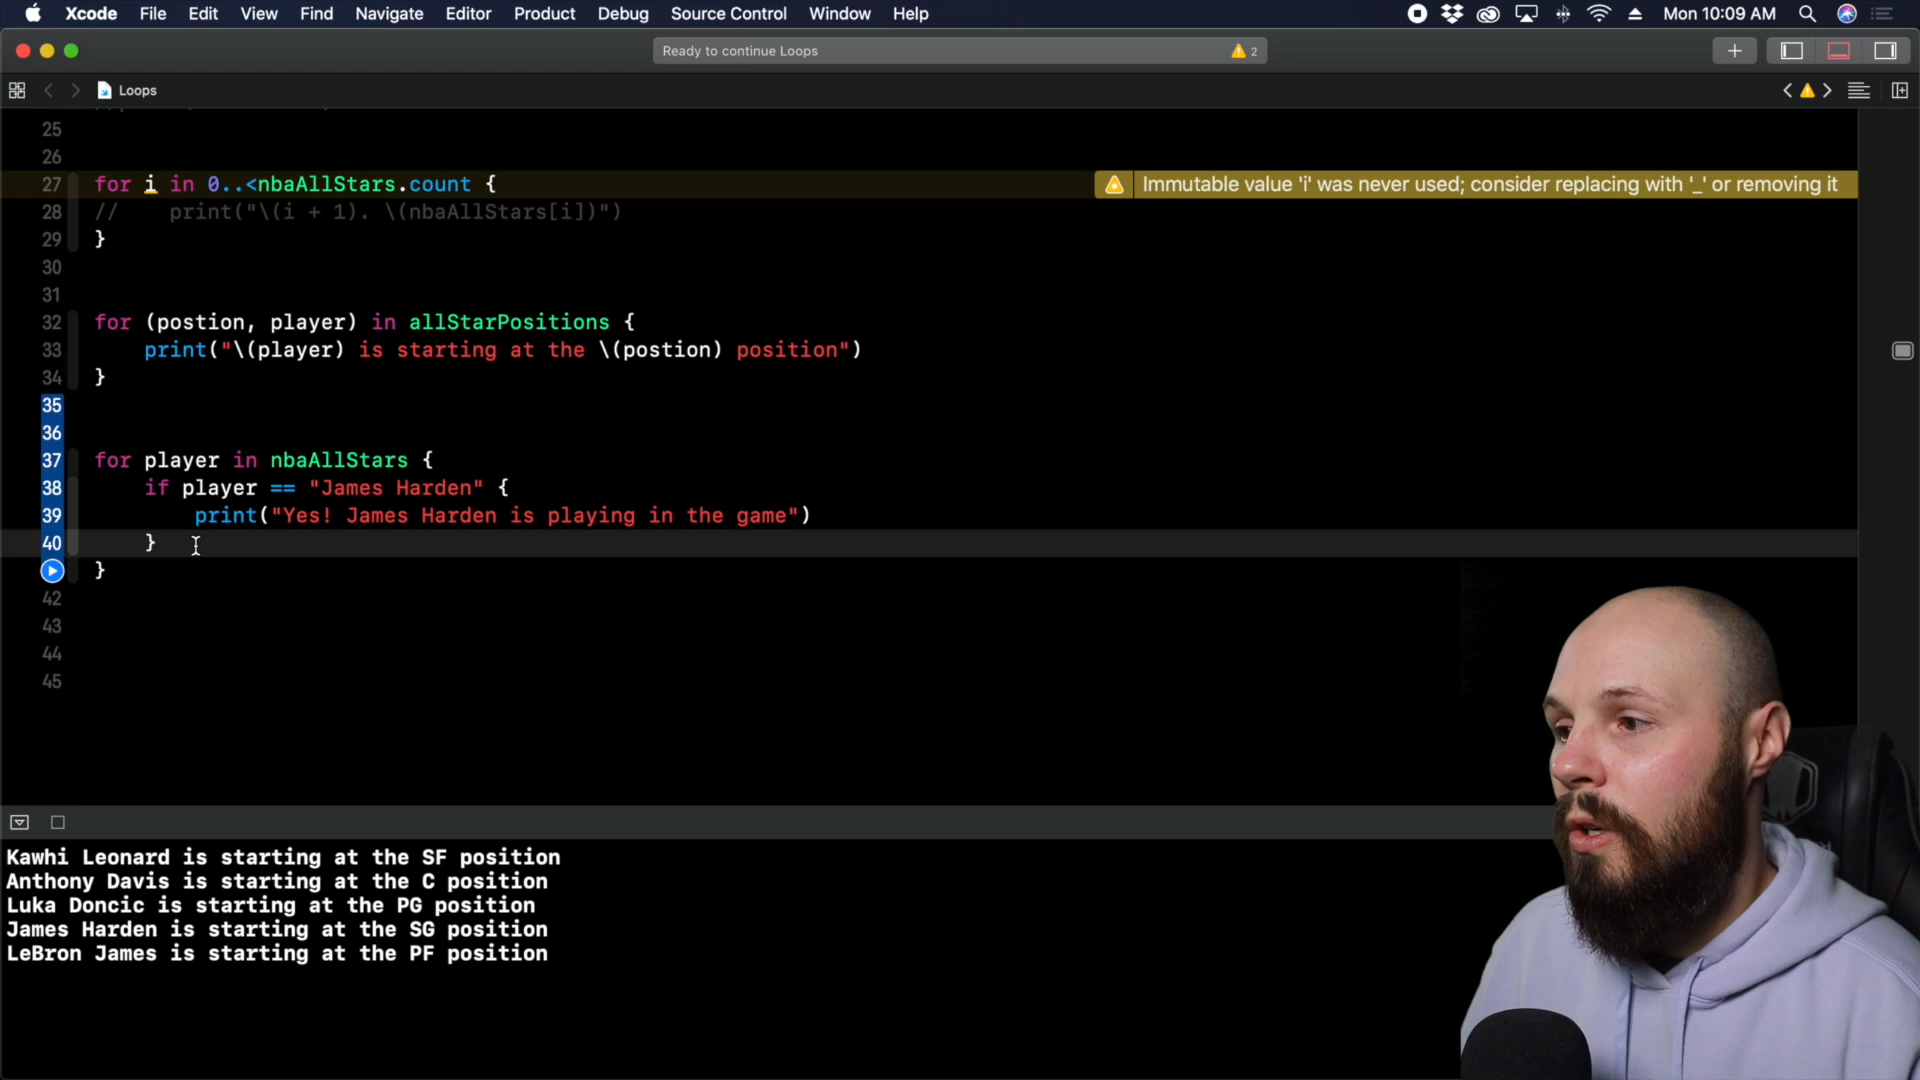 Xcode File Edit View Find Navigate Editor Product Debug Source Control Window Help Mon 10:09 AM
Ready to continue Loops 2
Loops
25
26
27 for i in 0..<nbaAllStars.count { Immutable value 'i' was never used; consider replacing with '_' or removing it
28 // print("\(i + 1). \(nbaAllStars[i])")
29 }
30
31
32 for (postion, player) in allStarPositions {
33 print("\(player) is starting at the \(postion) position")
34 }
35
36
37 for player in nbaAllStars {
38 if player == "James Harden" {
39 print("Yes! James Harden is playing in the game")
40 }
}
42
43
44
45
Kawhi Leonard is starting at the SF position
Anthony Davis is starting at the C position
Luka Doncic is starting at the PG position
James Harden is starting at the SG position
LeBron James is starting at the PF position